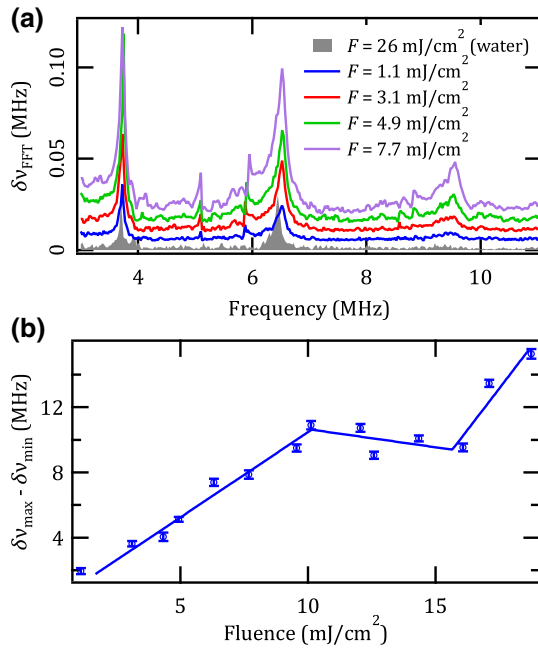 (a)
F = 26 mJ/cm² (water)
F = 1.1 mJ/cm²
F = 3.1 mJ/cm²
F = 4.9 mJ/cm²
F = 7.7 mJ/cm²
δν_FFT (MHz)
0.10
0.05
0
4 6 8 10
Frequency (MHz)
(b)
δν_max - δν_min
(MHz)
12
8
4
5 10 15
Fluence (mJ/cm²)